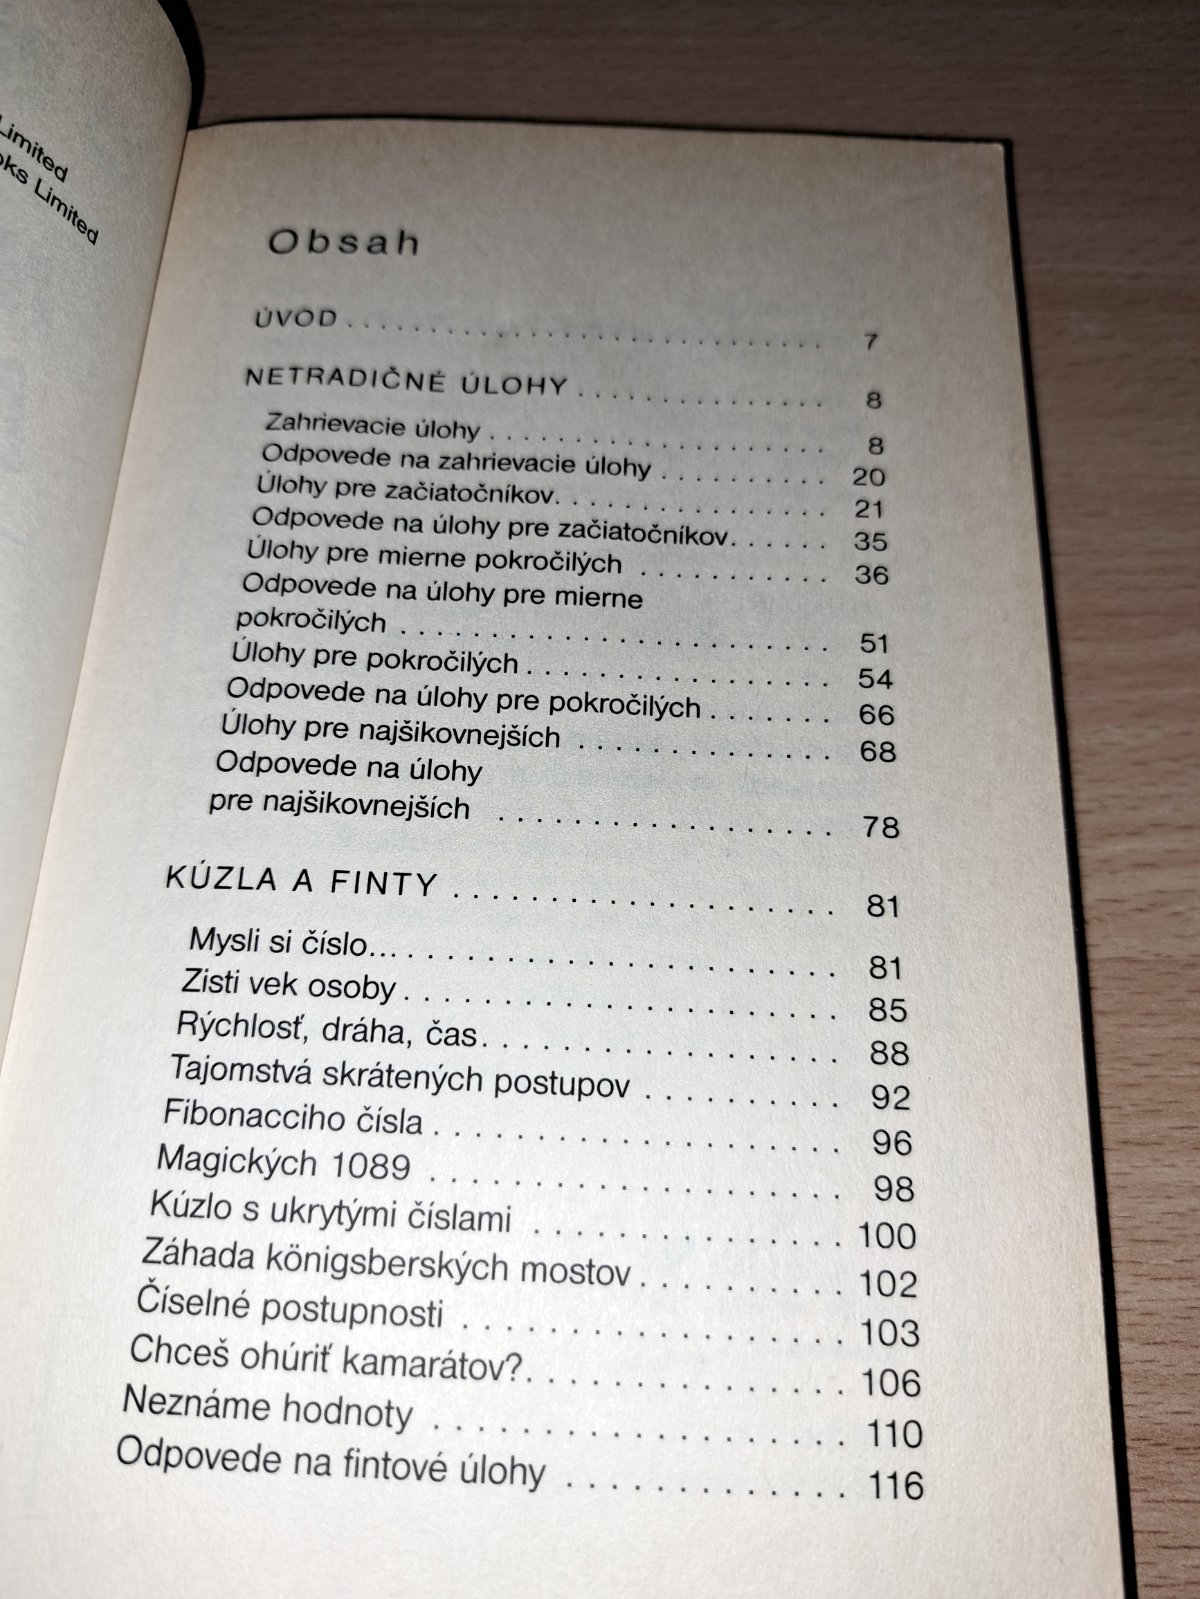 Limited
oks Limited
Obsah
ÚVOD . . . . . . . . . . . . . . . . . . . . . . . . . . . . . . . . . . . 7
NETRADIČNÉ ÚLOHY . . . . . . . . . . . . . . . 8
Zahrievacie úlohy . . . . . . . . . . . . . . . . . . . . 8
Odpovede na zahrievacie úlohy . . . . . . . . . . 20
Úlohy pre začiatočníkov. . . . . . . . . . . . . . . . 21
Odpovede na úlohy pre začiatočníkov. . . . . . 35
Úlohy pre mierne pokročilých . . . . . . . . . . . 36
Odpovede na úlohy pre mierne
pokročilých . . . . . . . . . . . . . . . . . . . . . . . . 51
Úlohy pre pokročilých . . . . . . . . . . . . . . . . . 54
Odpovede na úlohy pre pokročilých . . . . . . . 66
Úlohy pre najšikovnejších . . . . . . . . . . . . . . 68
Odpovede na úlohy
pre najšikovnejších . . . . . . . . . . . . . . . . . . 78
KÚZLA A FINTY . . . . . . . . . . . . . . . . . . . . 81
Mysli si číslo... . . . . . . . . . . . . . . . . . . . . . . . 81
Zisti vek osoby . . . . . . . . . . . . . . . . . . . . . . . 85
Rýchlosť, dráha, čas. . . . . . . . . . . . . . . . . . . 88
Tajomstvá skrátených postupov . . . . . . . . . . 92
Fibonacciho čísla . . . . . . . . . . . . . . . . . . . . 96
Magických 1089 . . . . . . . . . . . . . . . . . . . . 98
Kúzlo s ukrytými číslami . . . . . . . . . . . . . . . 100
Záhada königsberských mostov . . . . . . . . . . 102
Číselné postupnosti . . . . . . . . . . . . . . . . . . 103
Chceš ohúriť kamarátov? . . . . . . . . . . . . . . . 106
Neznáme hodnoty . . . . . . . . . . . . . . . . . . . 110
Odpovede na fintové úlohy . . . . . . . . . . . . . 116